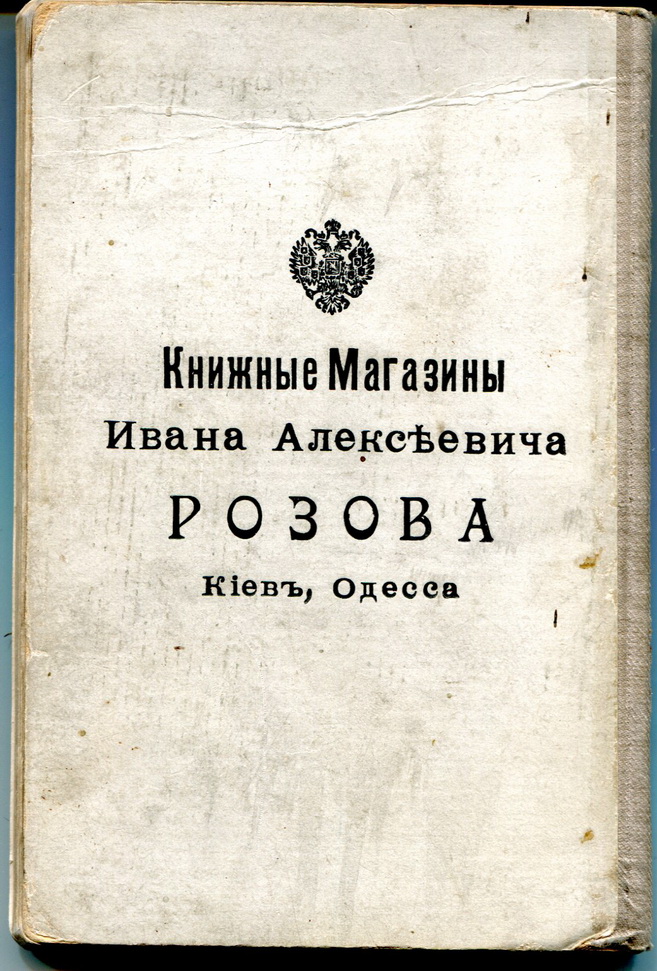 Книжные Магазины
Ивана Алексѣевича
РОЗОВА
Кіевъ, Одесса